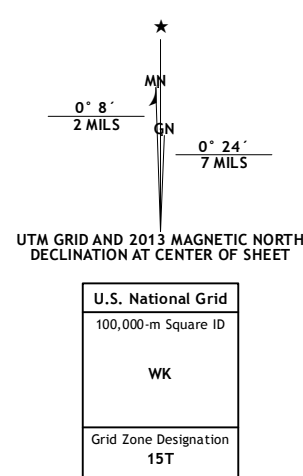 MN
0° 8´
2 MILS
GN
0° 24´
7 MILS
UTM GRID AND 2013 MAGNETIC NORTH
DECLINATION AT CENTER OF SHEET
U.S. National Grid
100,000-m Square ID
WK
Grid Zone Designation
15T